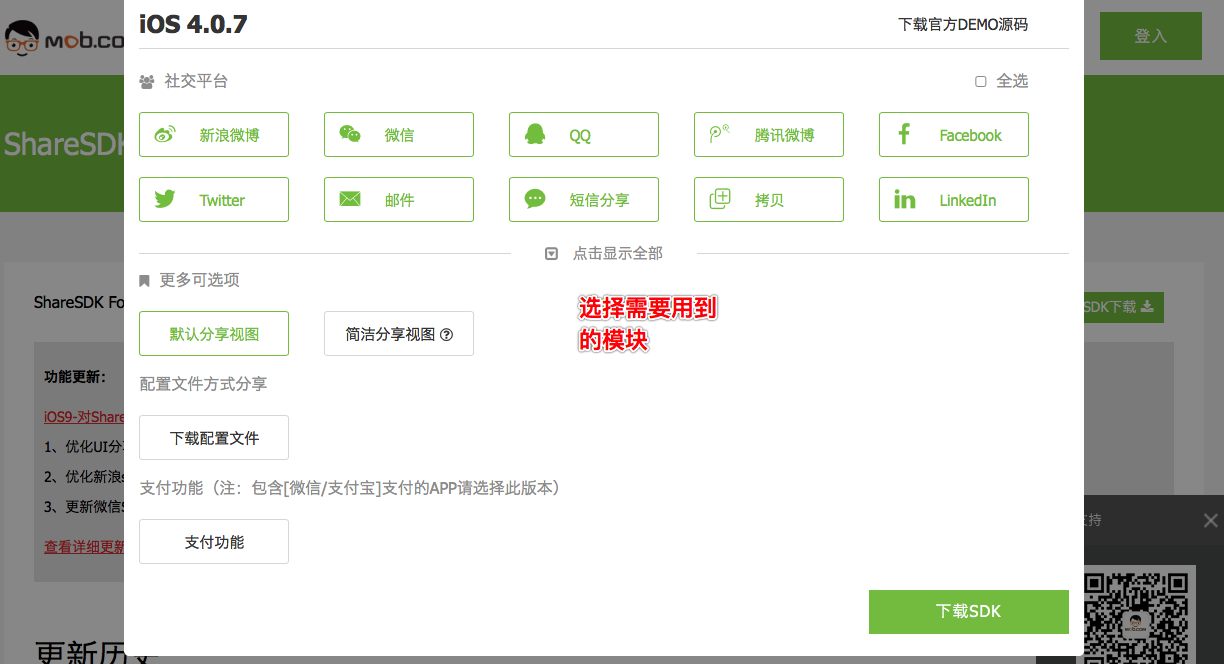 iOS 4.0.7
下载官方DEMO源码
mob.co
登入
社交平台
全选
ShareSDK
新浪微博
微信
QQ
腾讯微博
Facebook
Twitter
邮件
短信分享
拷贝
LinkedIn
点击显示全部
更多可选项
ShareSDK Fo
选择需要用到
的模块
SDK下载
默认分享视图
简洁分享视图
功能更新：
配置文件方式分享
iOS9-对Share
下载配置文件
1、优化UI分
2、优化新浪s
支付功能（注：包含[微信/支付宝]支付的APP请选择此版本）
3、更新微信S
支持
支付功能
查看详细更新
下载SDK
更新历史